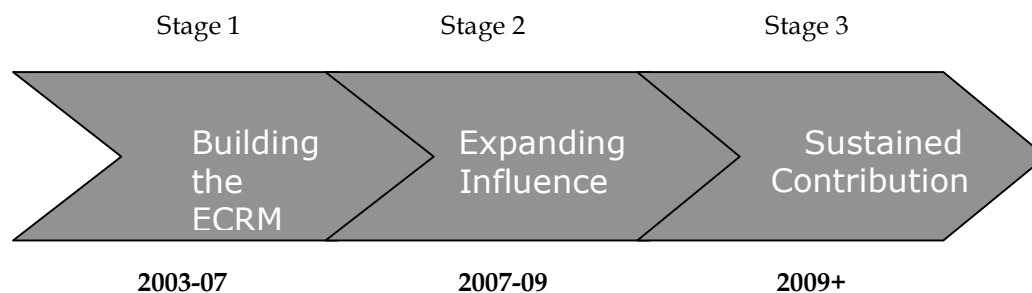 Stage 1 Stage 2 Stage 3
Building
the
ECRM
Expanding
Influence
Sustained
Contribution
2003-07 2007-09 2009+